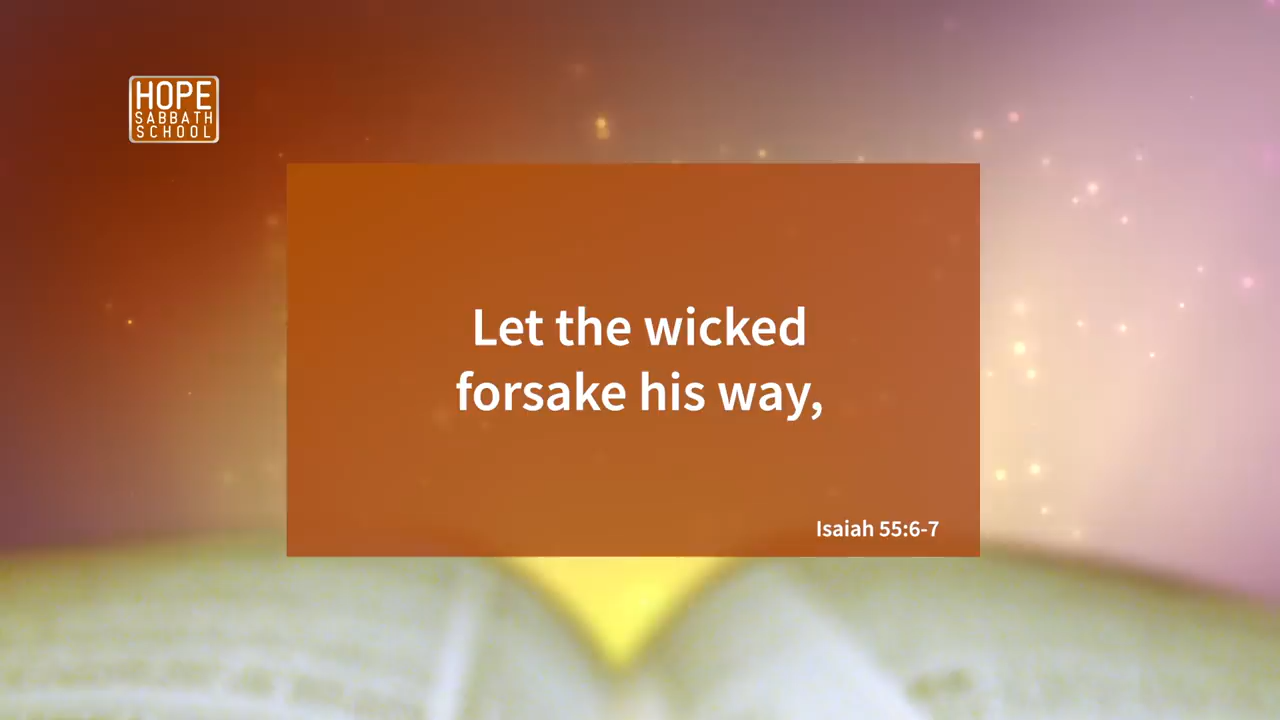 HOPE
SABBATH
SCHOOL
Let the wicked
forsake his way,
Isaiah 55:6-7